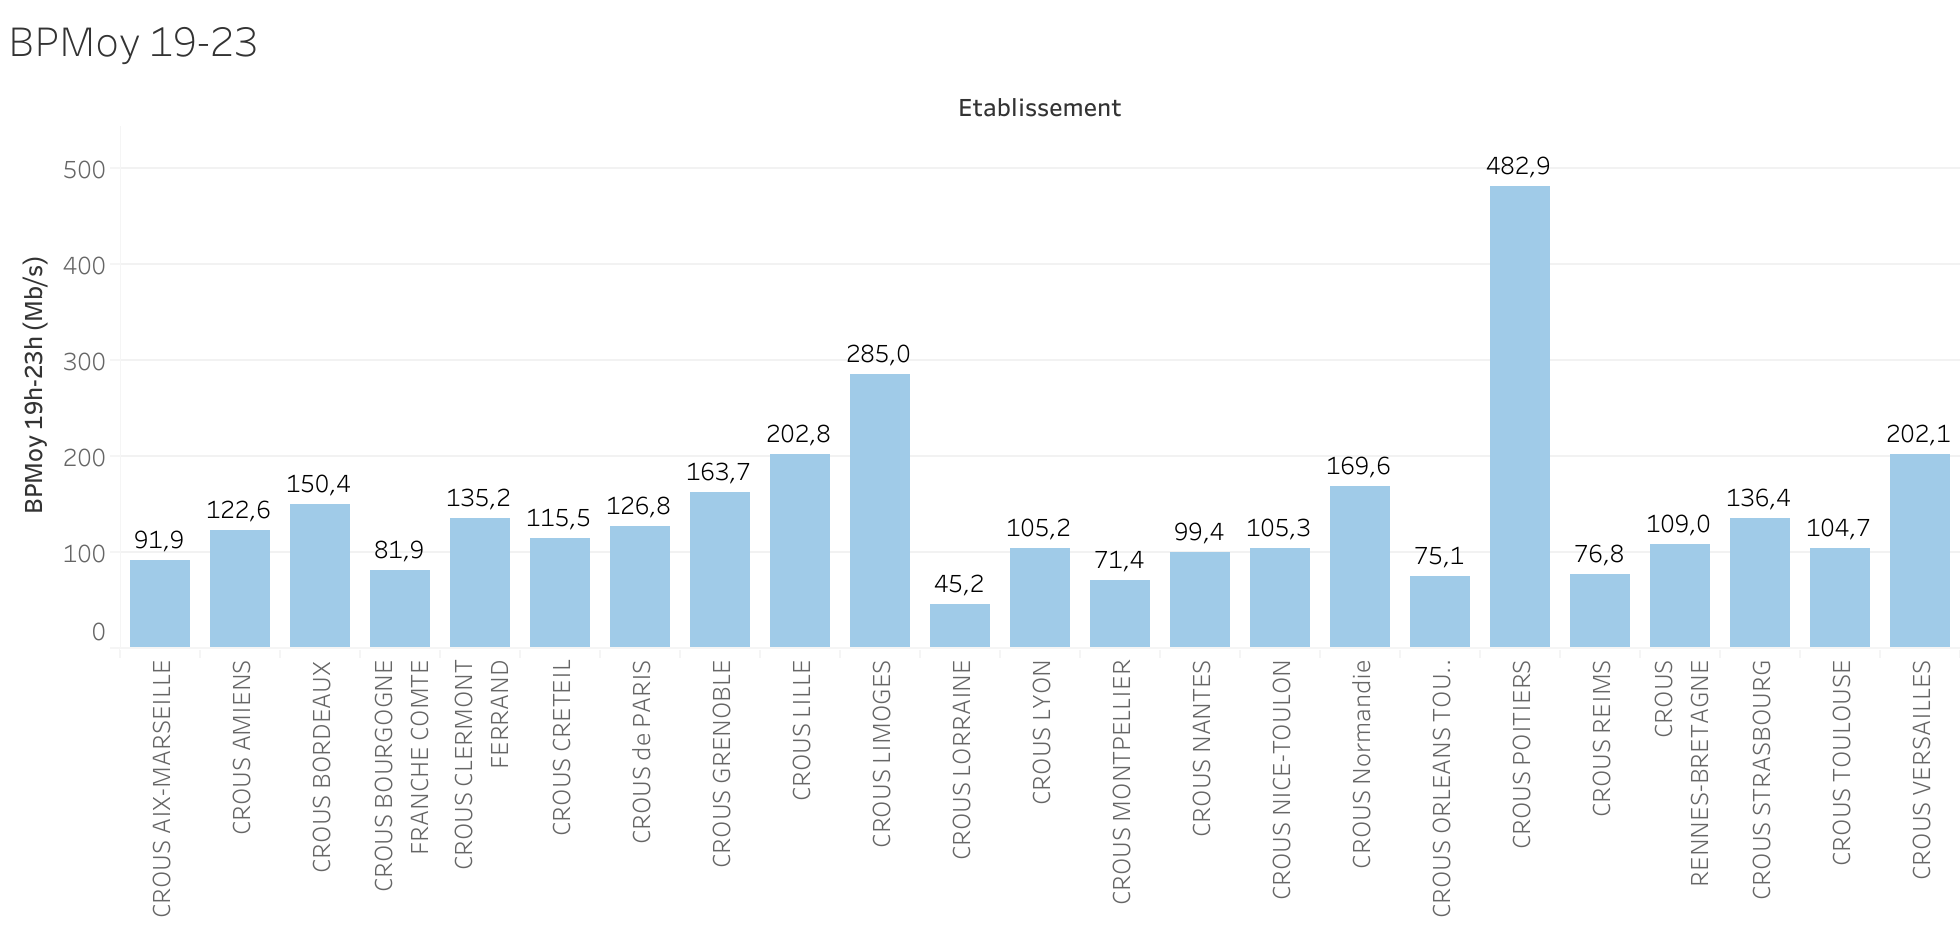 BPMoy 19-23
Etablissement
BPMoy 19h-23h (Mb/s)
500
400
300
200
100
0
91,9
122,6
150,4
81,9
135,2
115,5
126,8
163,7
202,8
285,0
45,2
105,2
71,4
99,4
105,3
169,6
75,1
482,9
76,8
109,0
136,4
104,7
202,1
CROUS AIX-MARSEILLE
CROUS AMIENS
CROUS BORDEAUX
CROUS BOURGOGNE
FRANCHE COMTE
CROUS CLERMONT
FERRAND
CROUS CRETEIL
CROUS de PARIS
CROUS GRENOBLE
CROUS LILLE
CROUS LIMOGES
CROUS LORRAINE
CROUS LYON
CROUS MONTPELLIER
CROUS NANTES
CROUS NICE-TOULON
CROUS Normandie
CROUS ORLEANS TOU..
CROUS POITIERS
CROUS REIMS
CROUS
RENNES-BRETAGNE
CROUS STRASBOURG
CROUS TOULOUSE
CROUS VERSAILLES